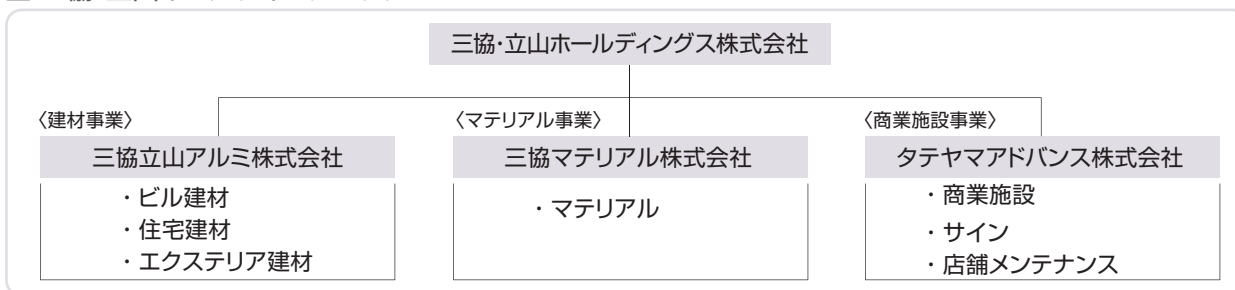 三協・立山ホールディングス株式会社
〈建材事業〉
三協立山アルミ株式会社
・ビル建材
・住宅建材
・エクステリア建材
〈マテリアル事業〉
三協マテリアル株式会社
・マテリアル
〈商業施設事業〉
タテヤマアドバンス株式会社
・商業施設
・サイン
・店舗メンテナンス